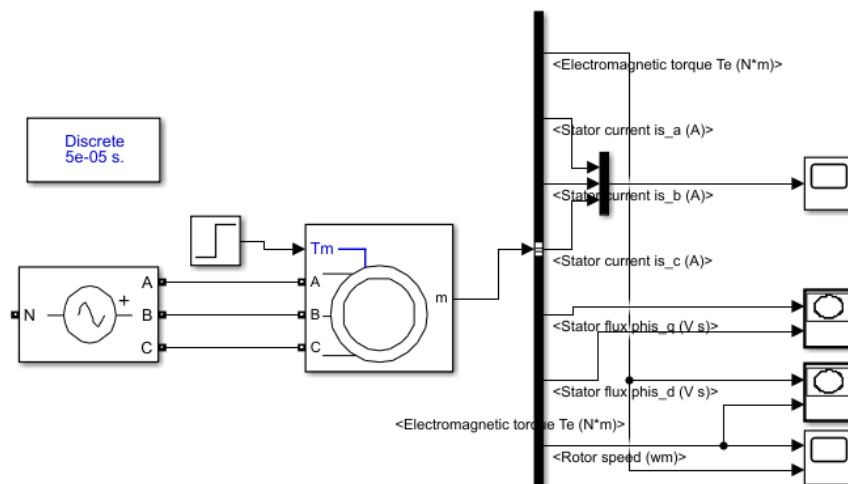 <Electromagnetic torque Te (N*m)>
Discrete
5e-05 s.
<Stator current is_a (A)>
<Stator current is_b (A)>
Tm
<Stator current is_c (A)>
A
A
m
N
+
B
B
<Stator flux phis_q (V s)>
C
C
<Stator flux phis_d (V s)>
<Electromagnetic torque Te (N*m)>
<Rotor speed (wm)>